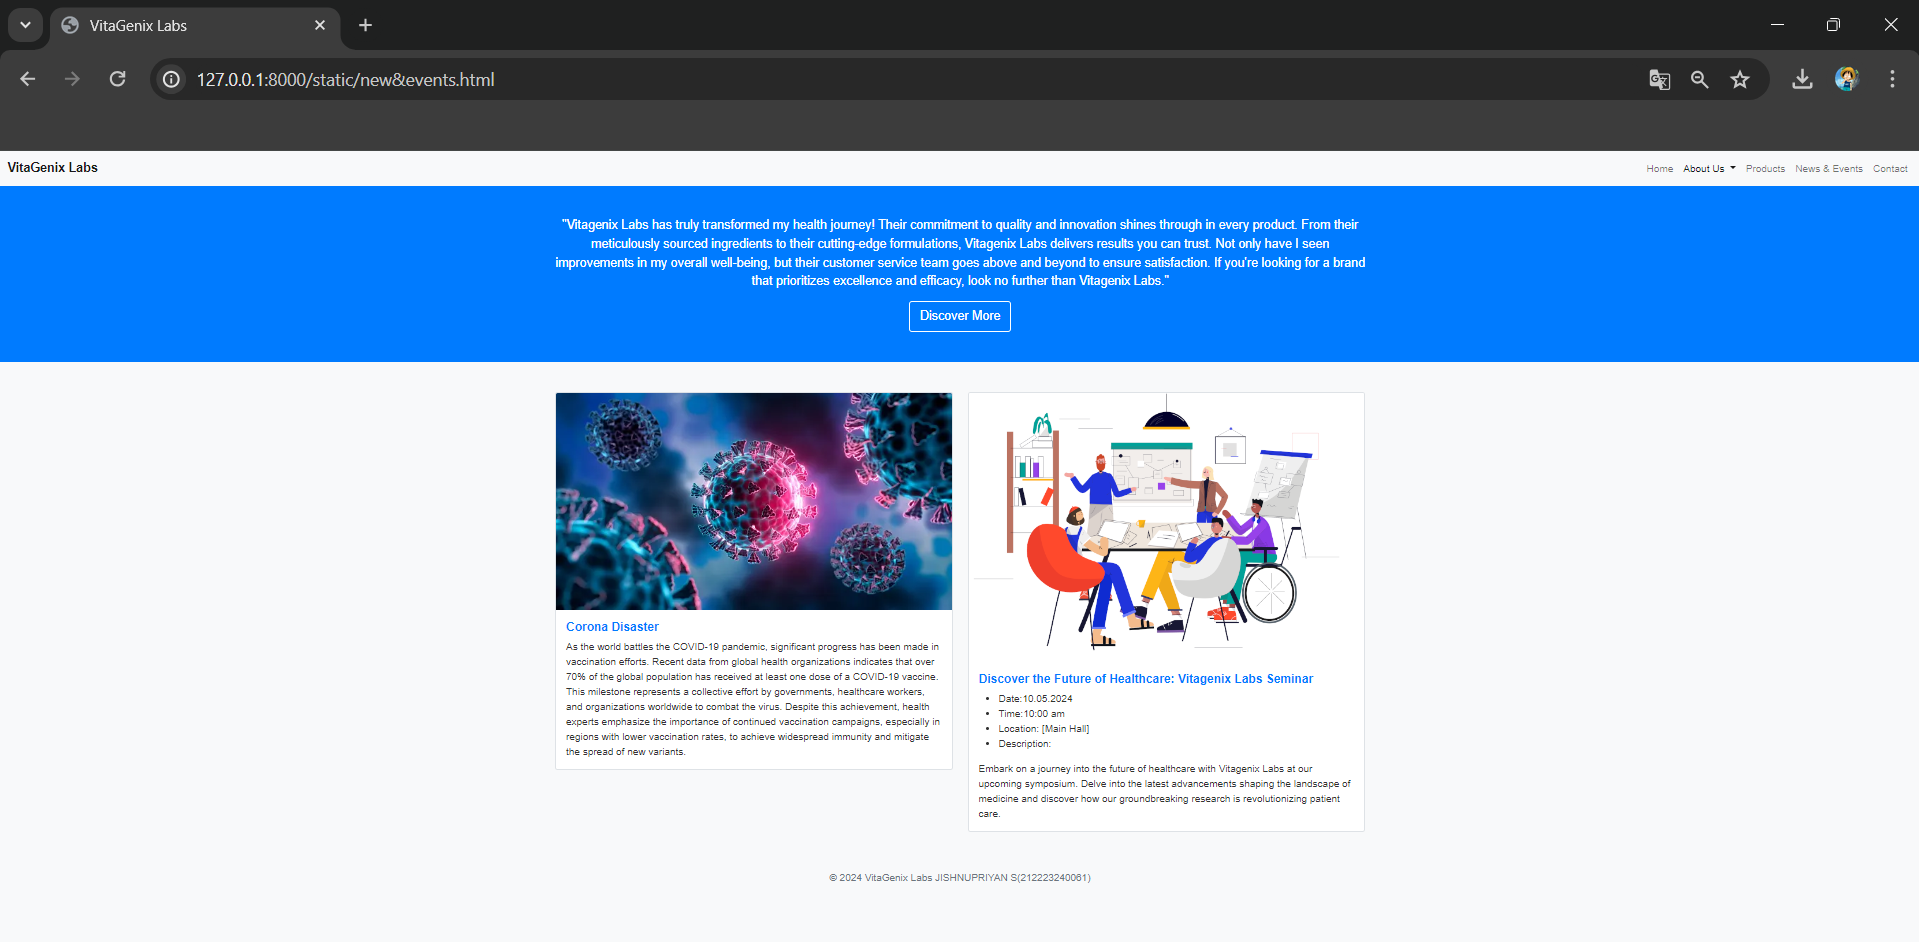 VitaGenix Labs
127.0.0.1:8000/static/new&events.html
VitaGenix Labs
Home About Us Products News & Events Contact
"Vitagenix Labs has truly transformed my health journey! Their commitment to quality and innovation shines through in every product. From their
meticulously sourced ingredients to their cutting-edge formulations, Vitagenix Labs delivers results you can trust. Not only have I seen
improvements in my overall well-being, but their customer service team goes above and beyond to ensure satisfaction. If you're looking for a brand
that prioritizes excellence and efficacy, look no further than Vitagenix Labs."
Discover More
Corona Disaster
As the world battles the COVID-19 pandemic, significant progress has been made in
vaccination efforts. Recent data from global health organizations indicates that over
70% of the global population has received at least one dose of a COVID-19 vaccine.
This milestone represents a collective effort by governments, healthcare workers,
and organizations worldwide to combat the virus. Despite this achievement, health
experts emphasize the importance of continued vaccination campaigns, especially in
regions with lower vaccination rates, to achieve widespread immunity and mitigate
the spread of new variants.
Discover the Future of Healthcare: Vitagenix Labs Seminar
• Date:10.05.2024
• Time:10:00 am
• Location: [Main Hall]
• Description:
Embark on a journey into the future of healthcare with Vitagenix Labs at our
upcoming symposium. Delve into the latest advancements shaping the landscape of
medicine and discover how our groundbreaking research is revolutionizing patient
care.
© 2024 VitaGenix Labs JISHNUPRIYAN S(212223240061)